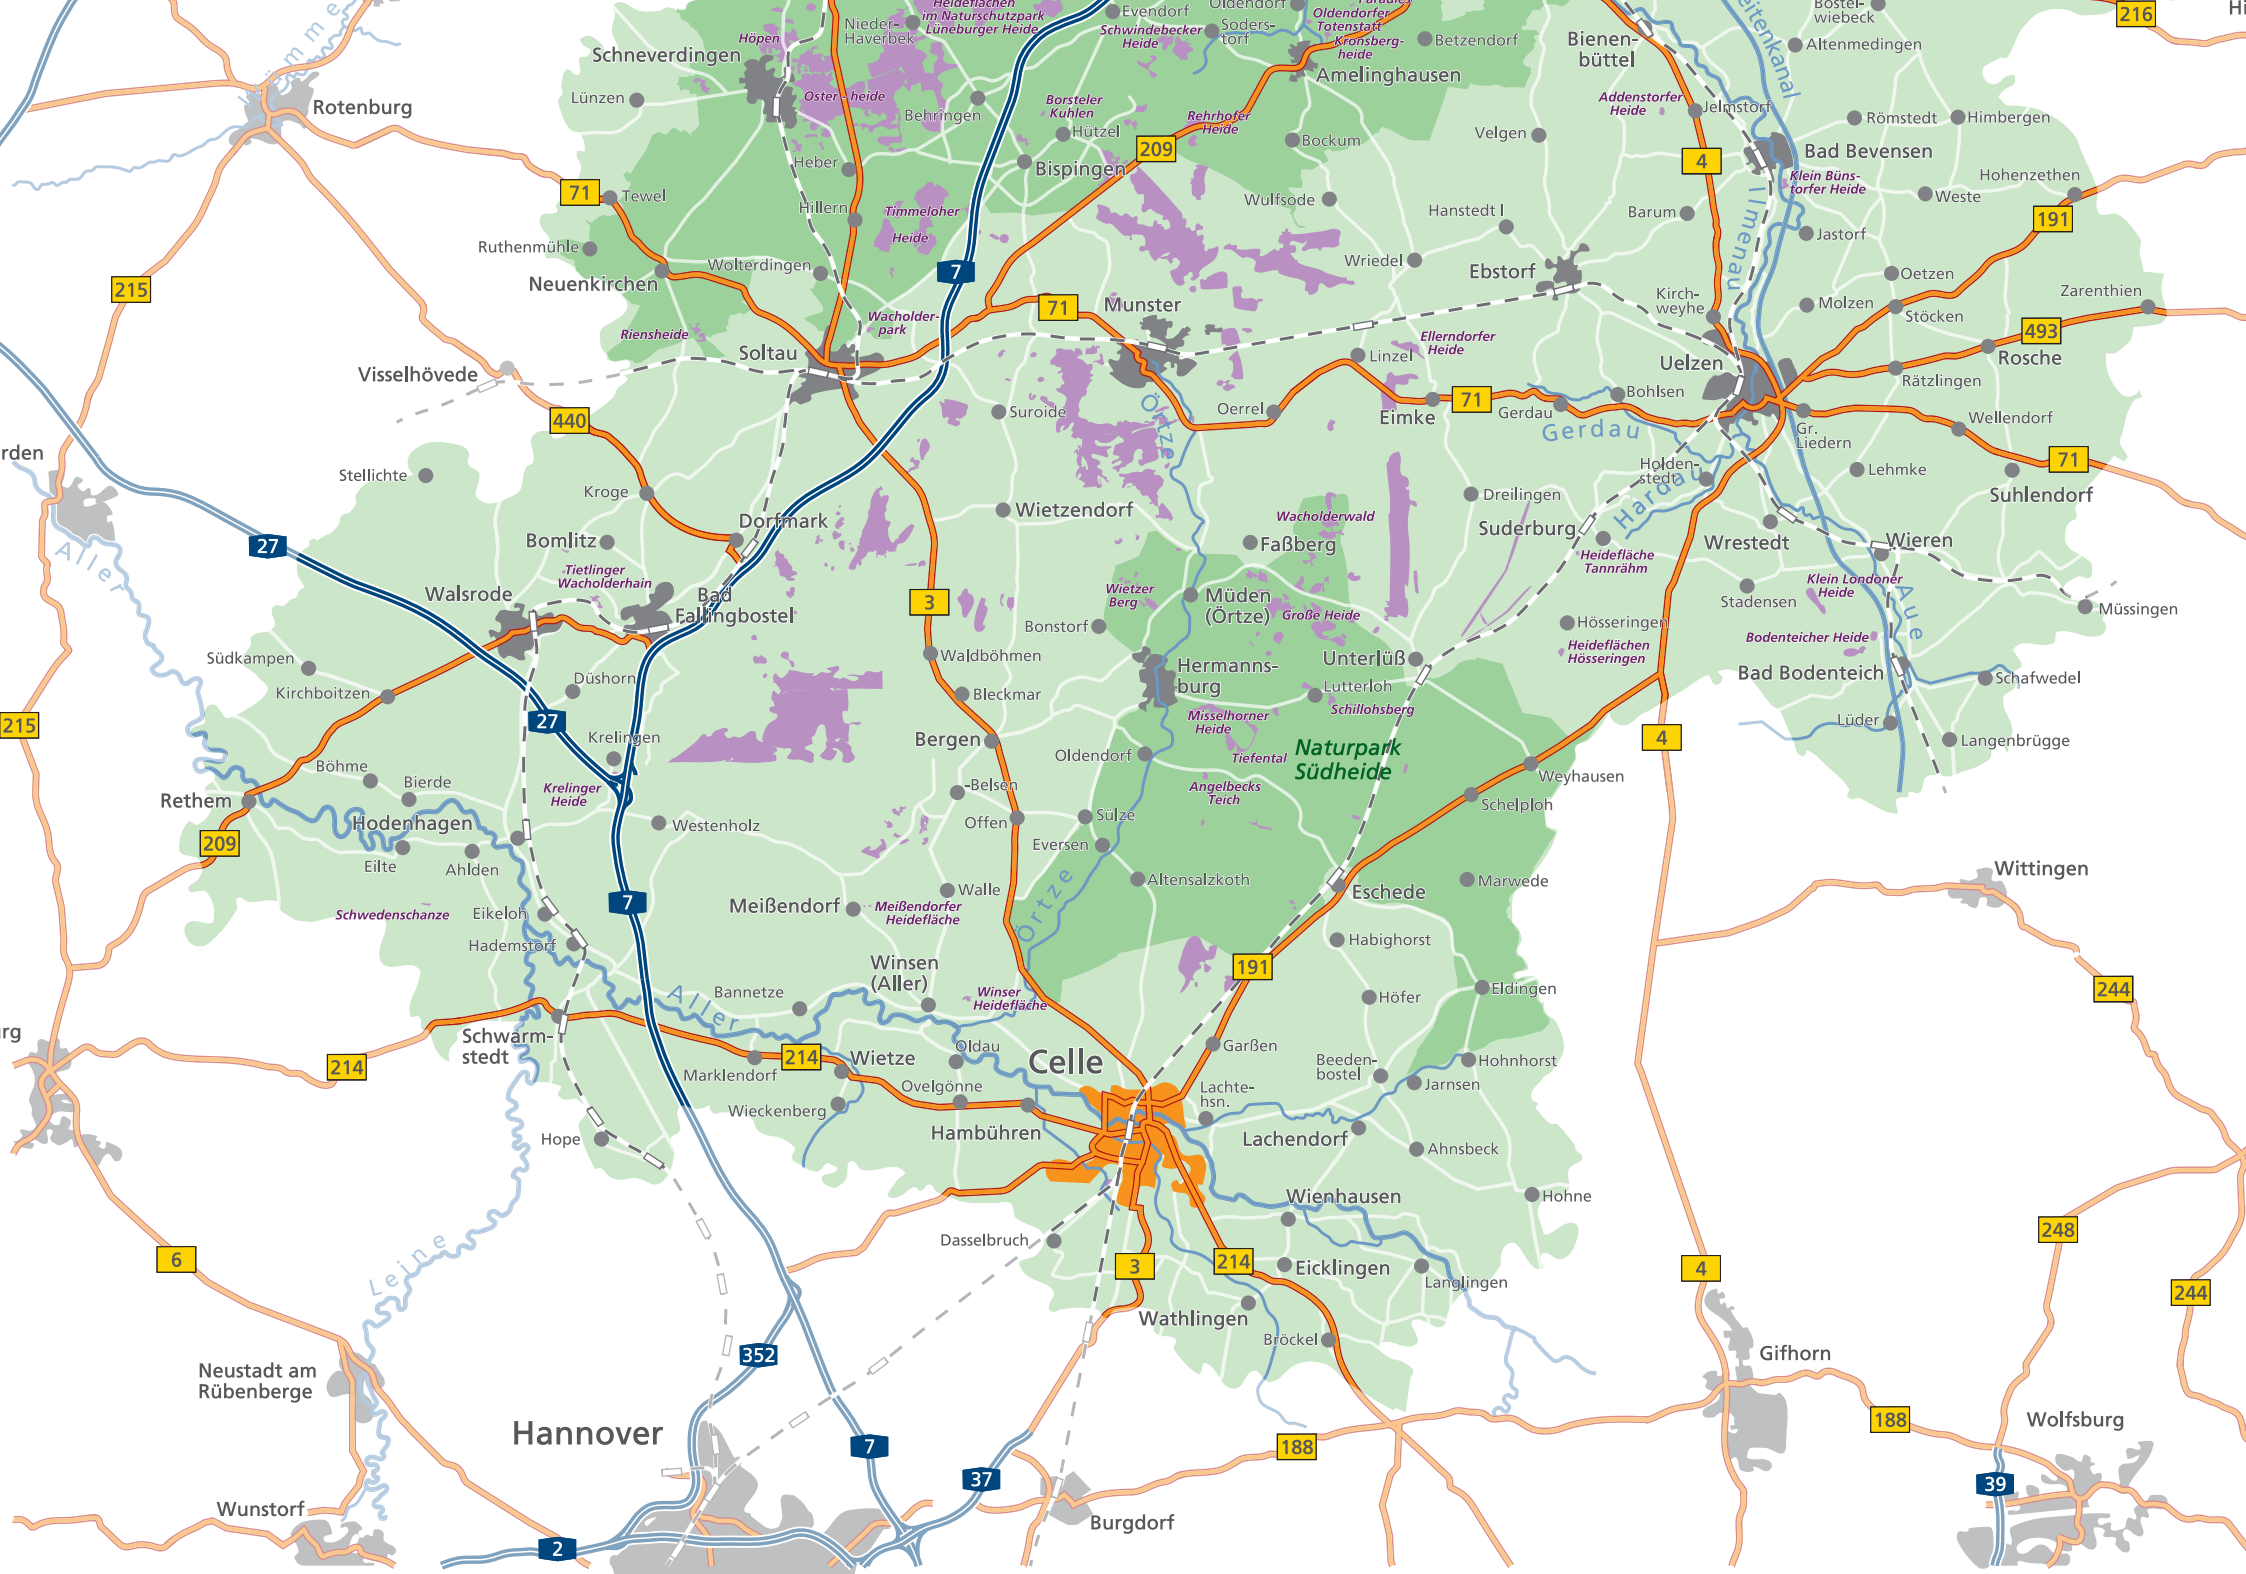 Heideflächen
im Naturschutzpark
Lüneburger Heide
Nieder-
Haverbek
Höpen
Schneverdingen
Evendorf
Schwindebecker
Heide
Oldendorf
Soders-
torf
Oldendorfer
Totenstatt
Kronsberg-
heide
Betzendorf
Amelinghausen
Bienen-
büttel
wiebeck
Altenmedingen
216
Rotenburg
Lünzen
Oster - heide
Behringen
Borsteler
Kuhlen
Hützel
Rehrhofer
Heide
Bockum
Velgen
Addenstorfer
Heide
Jelmstorf
Römstedt
Himbergen
Heber
Bispingen
209
4
Bad Bevensen
Klein Büns-
torfer Heide
Hohenzethen
71
Tewel
Hillern
Timmeloher
Heide
Wulfsode
Hanstedt I
Barum
Ilmenau
Weste
191
Ruthenmühle
Wolterdingen
7
Wriedel
Ebstorf
Jastorf
Oetzen
Neuenkirchen
215
Riensheide
Wacholder-
park
71
Munster
Kirch-
weyhe
Molzen
Stöcken
Zarenthien
493
Soltau
Ellerndorfer
Heide
Linzel
Uelzen
Rosche
Rätzlingen
Visselhövede
440
Suroide
Örtze
Oerrel
Eimke
71
Gerdau
Bohlsen
Gerdau
Gr.
Liedern
Wellendorf
71
rden
Stellichte
Kroge
Holden-
stedt
Hardau
Lehmke
Suhlendorf
Dorfmark
Wietzendorf
Wacholderwald
Dreilingen
Suderburg
27
Bomlitz
Faßberg
Heidefläche
Tannrähm
Wrestedt
Wieren
Aller
Tietlinger
Wacholderhain
Walsrode
Bad
Fallingbostel
3
Wietzer
Berg
Müden
(Örtze)
Große Heide
Stadensen
Klein Londoner
Heide
Aue
Müssingen
Bonstorf
Hösseringen
Heideflächen
Hösseringen
Bodenteicher Heide
Südkampen
Kirchboitzen
Düshorn
Waldböhmen
Hermanns-
burg
Unterlüß
Lutterloh
Schillohsberg
Bad Bodenteich
Schafwedel
215
27
Bleckmar
Misselhorner
Heide
Lüder
Krelingen
Bergen
Oldendorf
Tiefental
Naturpark
Südheide
4
Langenbrügge
Böhme
Bierde
Krelinger
Heide
Belsen
Angelbecks
Teich
Weyhausen
Rethem
Hodenhagen
Westenholz
Offen
Sülze
Schelploh
209
Eilte
Ahlden
Eversen
Wittingen
Altensalzkoth
Marwede
Eschede
Schwedenschanze
Eikeloh
7
Meißendorf
Walle
Meißendorfer
Heidefläche
Örtze
Hademstorf
Habighorst
Winsen
(Aller)
191
Bannetze
Aller
Winser
Heidefläche
Höfer
Eldingen
244
rg
Schwarm-
stedt
214
214
Wietze
Oldau
Celle
Garßen
Beeden-
bostel
Hohnhorst
Marklendorf
Ovelgönne
Lachte-
hsn.
Jarnsen
Wieckenberg
Hambühren
Lachendorf
Ahnsbeck
Hope
Wienhausen
Hohne
6
Leine
Dasselbruch
3
214
Eicklingen
Langlingen
4
248
244
Wathlingen
Bröckel
352
Gifhorn
Neustadt am
Rübenberge
Hannover
7
37
188
188
Wolfsburg
39
Wunstorf
Burgdorf
2